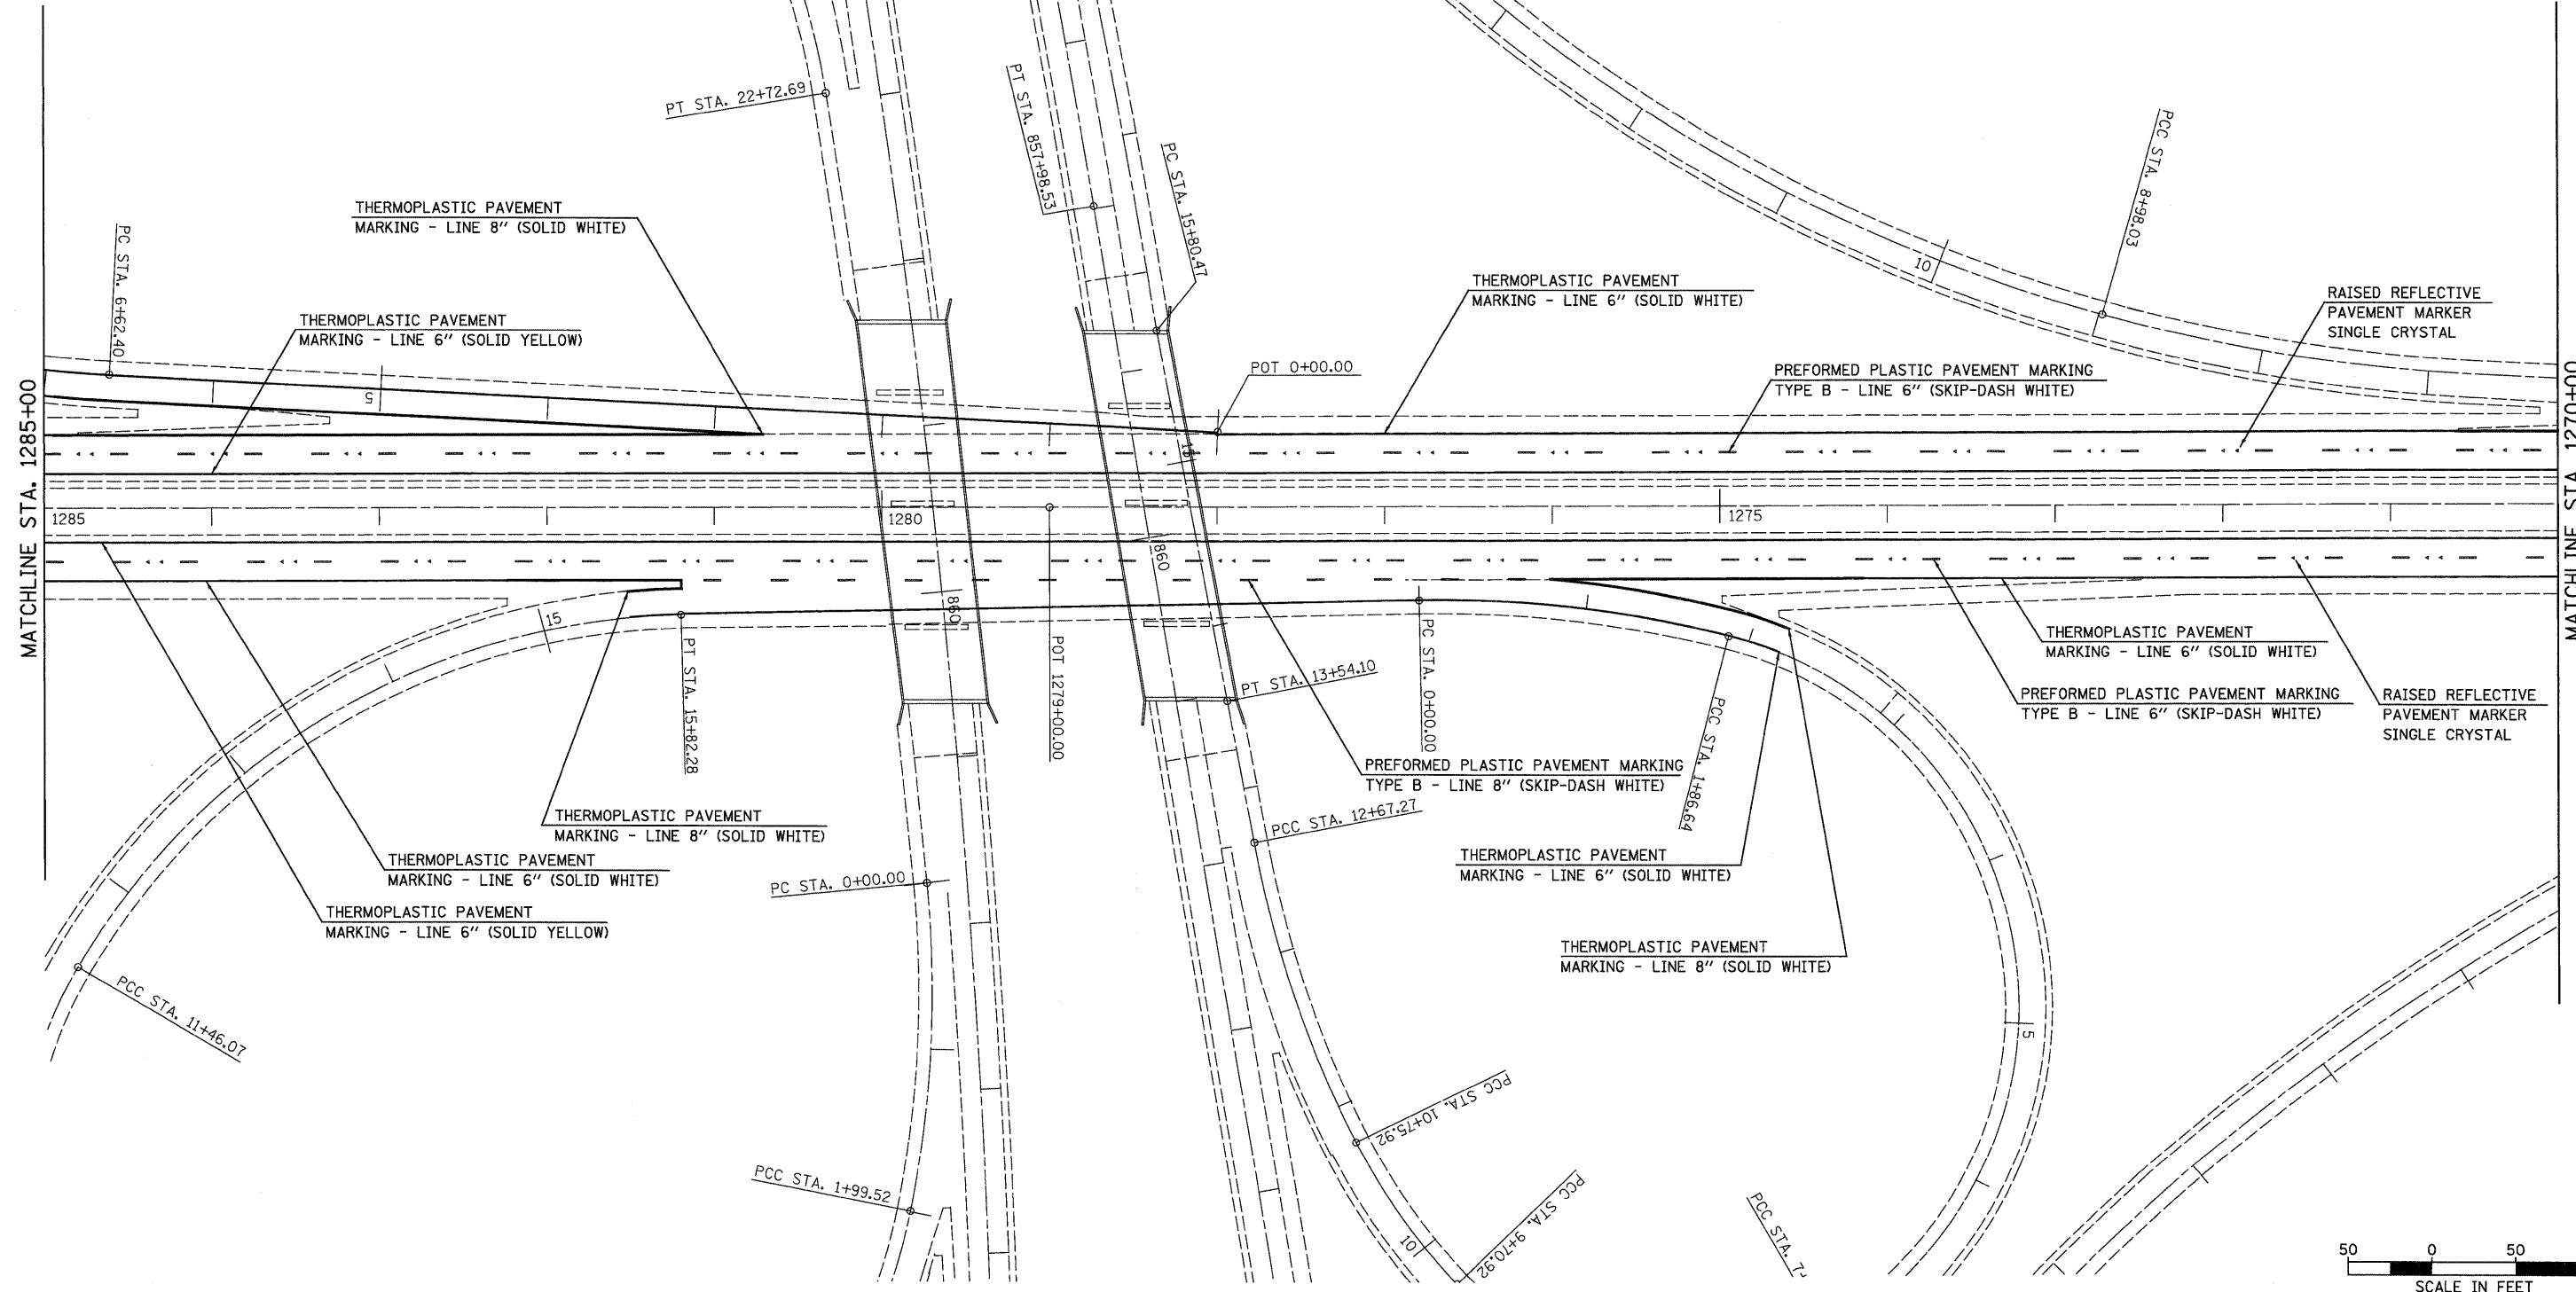 PT STA. 22+72.69
PT STA. 857+98.53
PC STA. 15+80.47
PCC STA. 8+98.03
PC STA. 6+62.40
THERMOPLASTIC PAVEMENT
MARKING - LINE 8" (SOLID WHITE)
THERMOPLASTIC PAVEMENT
MARKING - LINE 6" (SOLID YELLOW)
THERMOPLASTIC PAVEMENT
MARKING - LINE 6" (SOLID WHITE)
10
RAISED REFLECTIVE
PAVEMENT MARKER
SINGLE CRYSTAL
POT 0+00.00
PREFORMED PLASTIC PAVEMENT MARKING
TYPE B - LINE 6" (SKIP-DASH WHITE)
5
MATCHLINE STA. 1285+00
MATCHLINE STA. 1270+00
15
1285
1280
1275
860
860
15
PT STA. 15+82.28
POT 1279+00.00
PC STA. 0+00.00
PT STA. 13+54.10
PCC STA. 1+86.64
THERMOPLASTIC PAVEMENT
MARKING - LINE 6" (SOLID WHITE)
PREFORMED PLASTIC PAVEMENT MARKING
TYPE B - LINE 6" (SKIP-DASH WHITE)
RAISED REFLECTIVE
PAVEMENT MARKER
SINGLE CRYSTAL
PREFORMED PLASTIC PAVEMENT MARKING
TYPE B - LINE 8" (SKIP-DASH WHITE)
THERMOPLASTIC PAVEMENT
MARKING - LINE 8" (SOLID WHITE)
PCC STA. 12+67.27
THERMOPLASTIC PAVEMENT
MARKING - LINE 6" (SOLID WHITE)
THERMOPLASTIC PAVEMENT
MARKING - LINE 6" (SOLID WHITE)
PC STA. 0+00.00
THERMOPLASTIC PAVEMENT
MARKING - LINE 6" (SOLID YELLOW)
THERMOPLASTIC PAVEMENT
MARKING - LINE 8" (SOLID WHITE)
PCC STA. 11+46.07
5
PCC STA. 10+75.92
PCC STA. 1+99.52
PCC STA. 9+70.92
10
PCC STA. 7+
50 0 50
SCALE IN FEET